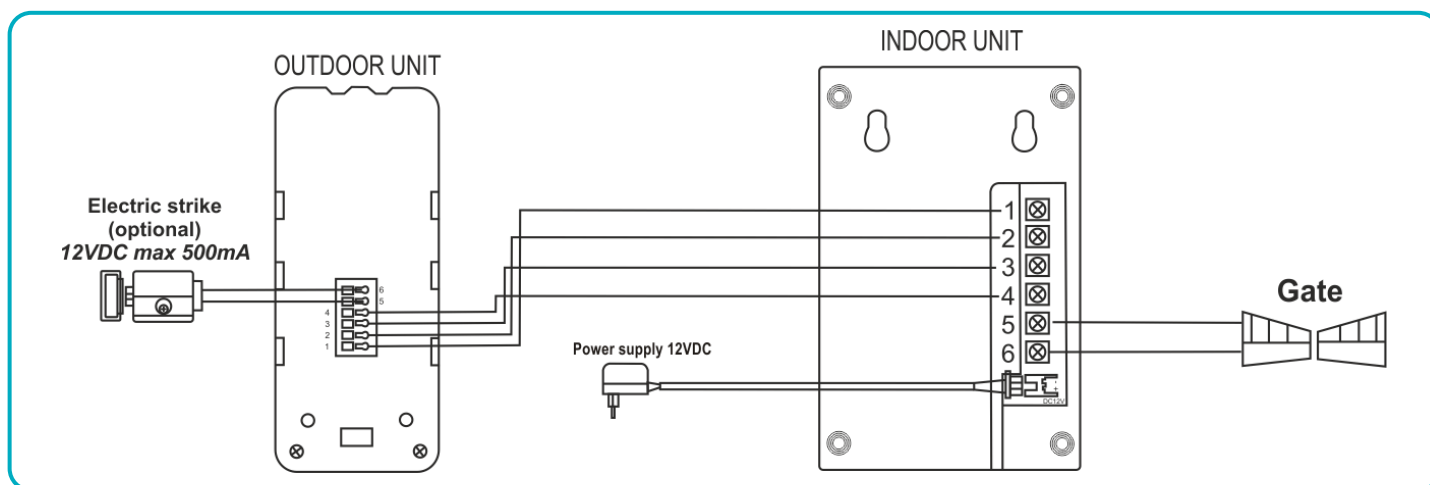 INDOOR UNIT
OUTDOOR UNIT
Electric strike
(optional)
12VDC max 500mA
6
5
4
3
2
1
1
2
3
4
5
6
Gate
Power supply 12VDC
DC12V